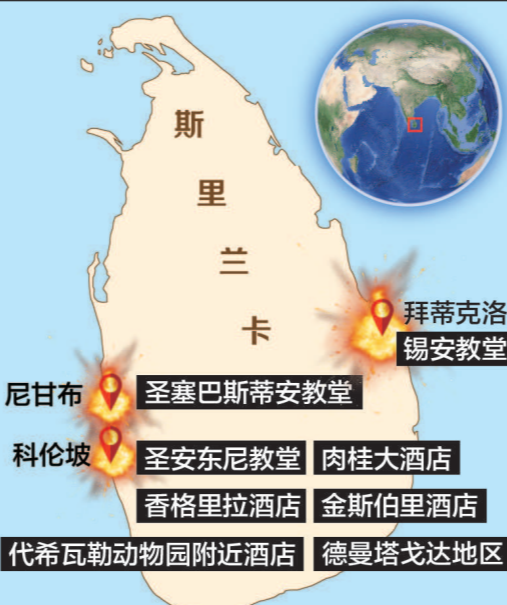 斯里兰卡
拜蒂克洛
锡安教堂
尼甘布
圣塞巴斯蒂安教堂
科伦坡
圣安东尼教堂
肉桂大酒店
香格里拉酒店
金斯伯里酒店
代希瓦勒动物园附近酒店
德曼塔戈达地区